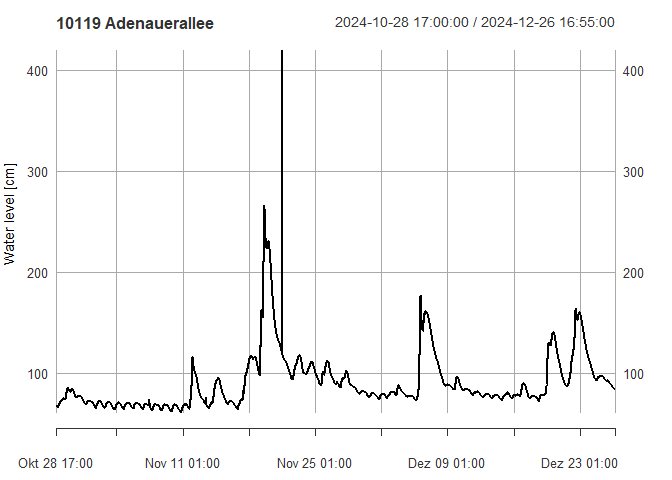 10119 Adenauerallee 2024-10-28 17:00:00 / 2024-12-26 16:55:00
400 400
300 300
200 200
100 100
Water level [cm]
Okt 28 17:00 Nov 11 01:00 Nov 25 01:00 Dez 09 01:00 Dez 23 01:00